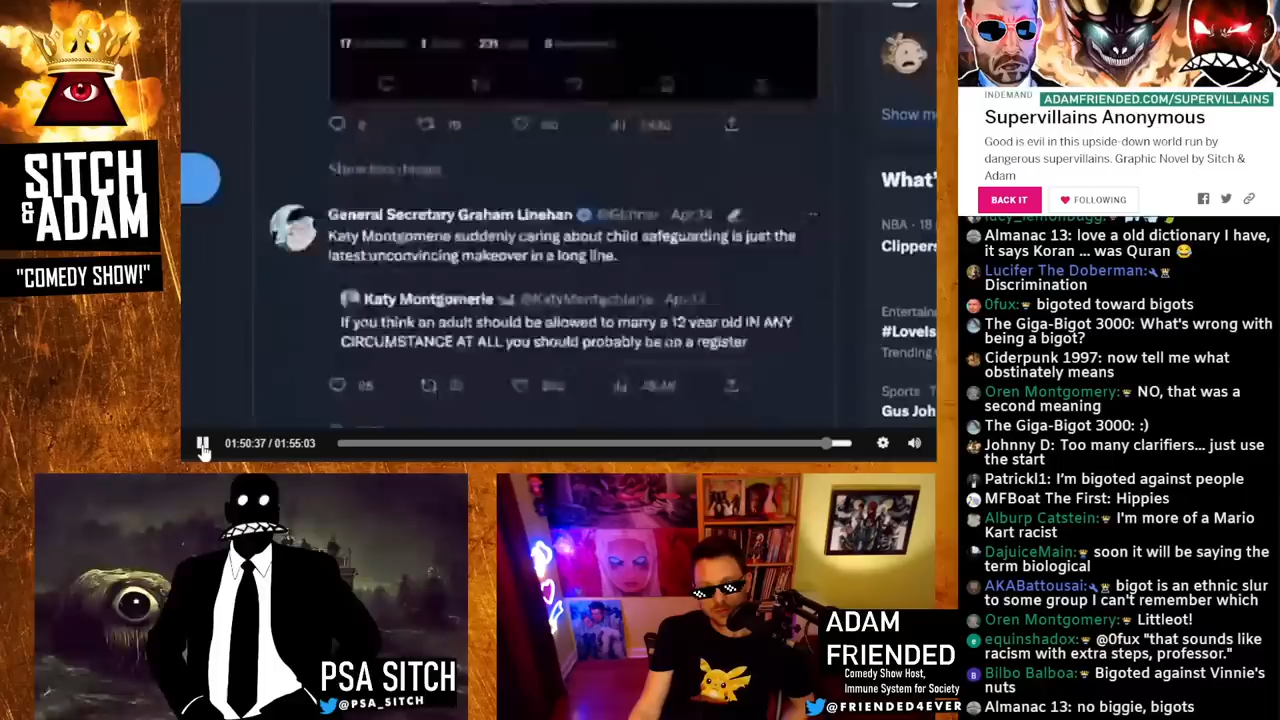 SITCH
&ADAM
"COMEDY SHOW!"
17
1
231
Show m
What'
NBA · 18
Clippers
Entertain
#LoveIs
Trending
Sports
Gus Joh
General Secretary Graham Linehan
Apr 14
Katy Montgomerie suddenly caring about child safeguarding is just the
latest unconvincing makeover in a long line.
Katy Montgomerie
If you think an adult should be allowed to marry a 12 year old IN ANY
CIRCUMSTANCE AT ALL you should probably be on a register
01:50:37 / 01:55:03
INDEMAND
ADAMFRIENDED.COM/SUPERVILLAINS
Supervillains Anonymous
Good is evil in this upside-down world run by
dangerous supervillains. Graphic Novel by Sitch &
Adam
BACK IT
FOLLOWING
Almanac 13: love a old dictionary I have,
it says Koran ... was Quran 😂
Lucifer The Doberman:
Discrimination
0fux: bigoted toward bigots
The Giga-Bigot 3000: What's wrong with
being a bigot?
Ciderpunk 1997: now tell me what
obstinately means
Oren Montgomery: NO, that was a
second meaning
The Giga-Bigot 3000: :)
Johnny D: Too many clarifiers... just use
the start
Patrickl1: I'm bigoted against people
MFBoat The First: Hippies
Alburp Catstein: I'm more of a Mario
Kart racist
DajuiceMain: soon it will be saying the
term biological
AKABattousai: bigot is an ethnic slur
to some group I can't remember which
Oren Montgomery: Littleot!
equinshadox: @0fux "that sounds like
racism with extra steps, professor."
Bilbo Balboa: Bigoted against Vinnie's
nuts
Almanac 13: no biggie, bigots
PSA SITCH
@PSA_SITCH
ADAM
FRIENDED
Comedy Show Host,
Immune System for Society
@FRIENDED4EVER